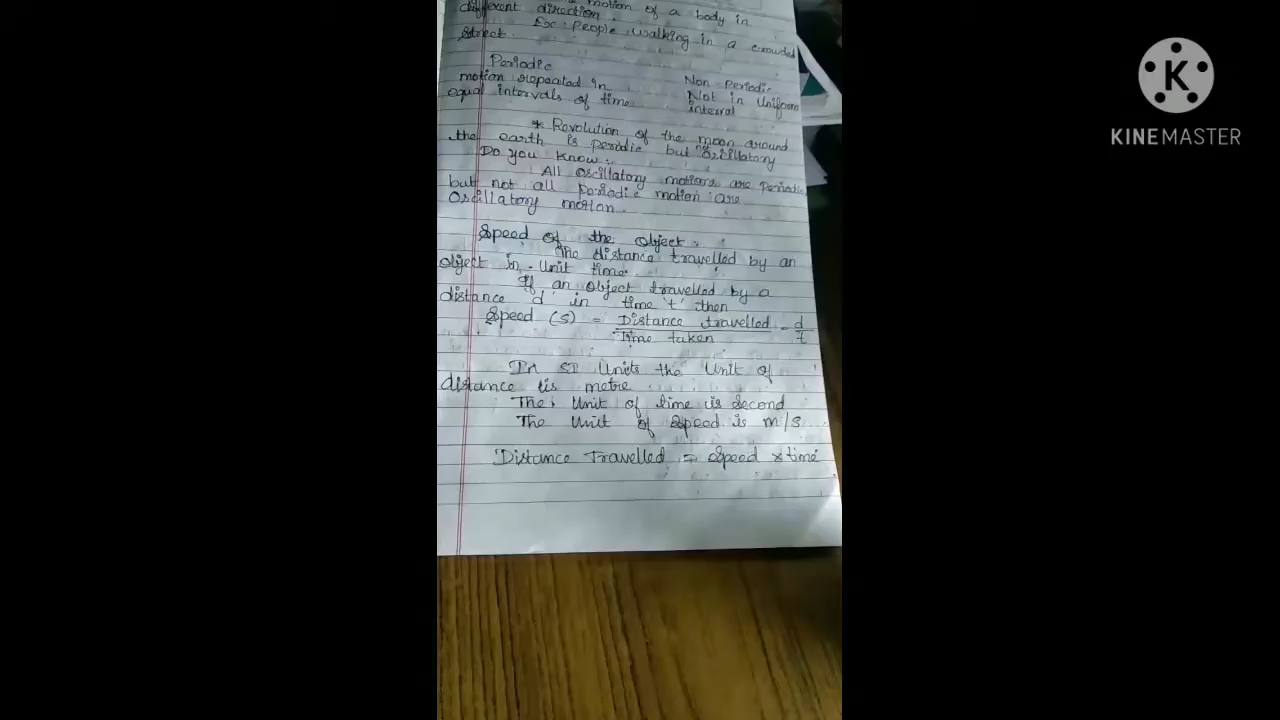 motion of a body in
different direction.
Ex: People walking in a crowded
street.
Periodic
motion repeated in
equal intervals of time
Non-periodic
Not in Uniform
interval
* Revolution of the moon around
the earth is periodic but not oscillatory
Do you know:-
All oscillatory motions are periodic
but not all periodic motion are
Oscillatory motion.
Speed of the object:
The distance travelled by an
object in Unit time.
If an object travelled by a
distance 'd' in time 't' then
Speed (S) = Distance travelled / Time taken = d/t
In SI Units the Unit of
distance is metre
The Unit of time is Second
The Unit of Speed is m/s
Distance Travelled = Speed x time
K
KINEMASTER